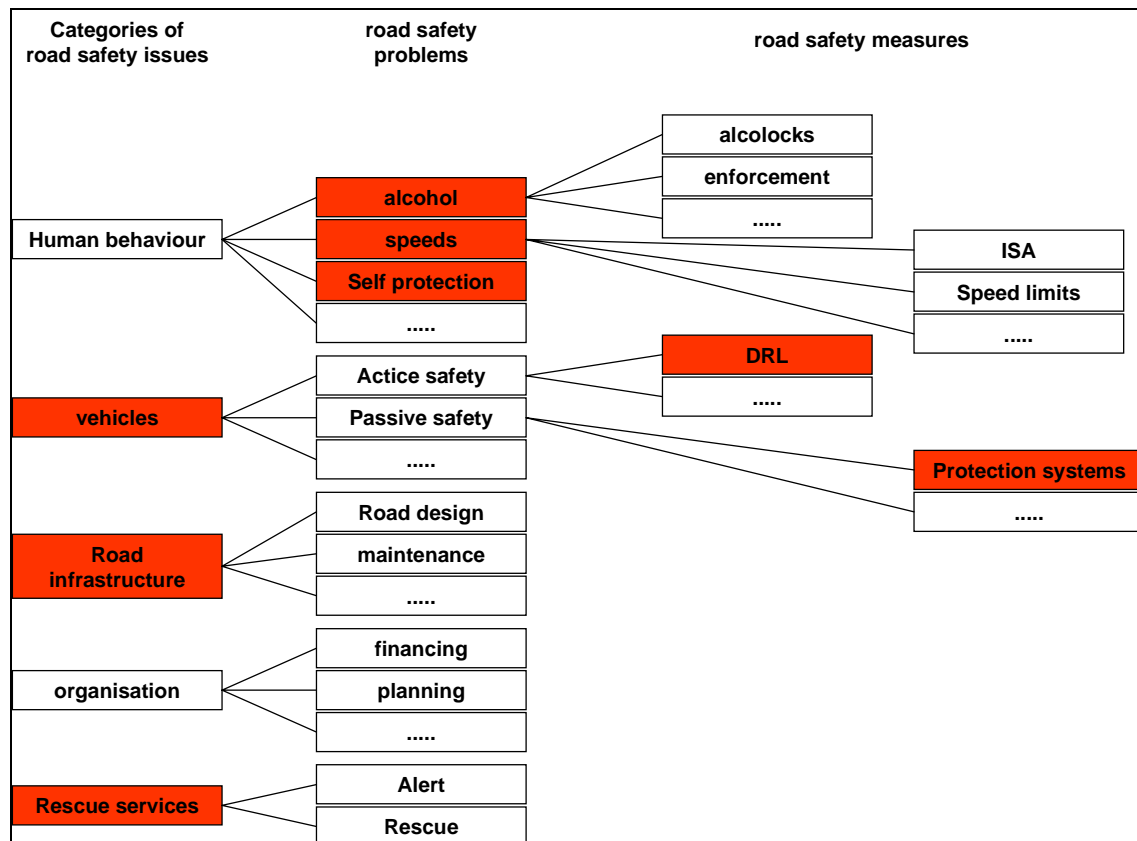 Categories of
road safety issues
road safety
problems
road safety measures
alcolocks
enforcement
.....
alcohol
speeds
Self protection
.....
Human behaviour
ISA
Speed limits
.....
DRL
.....
Actice safety
Passive safety
.....
vehicles
Protection systems
.....
Road design
maintenance
.....
Road
infrastructure
financing
planning
.....
organisation
Alert
Rescue
Rescue services